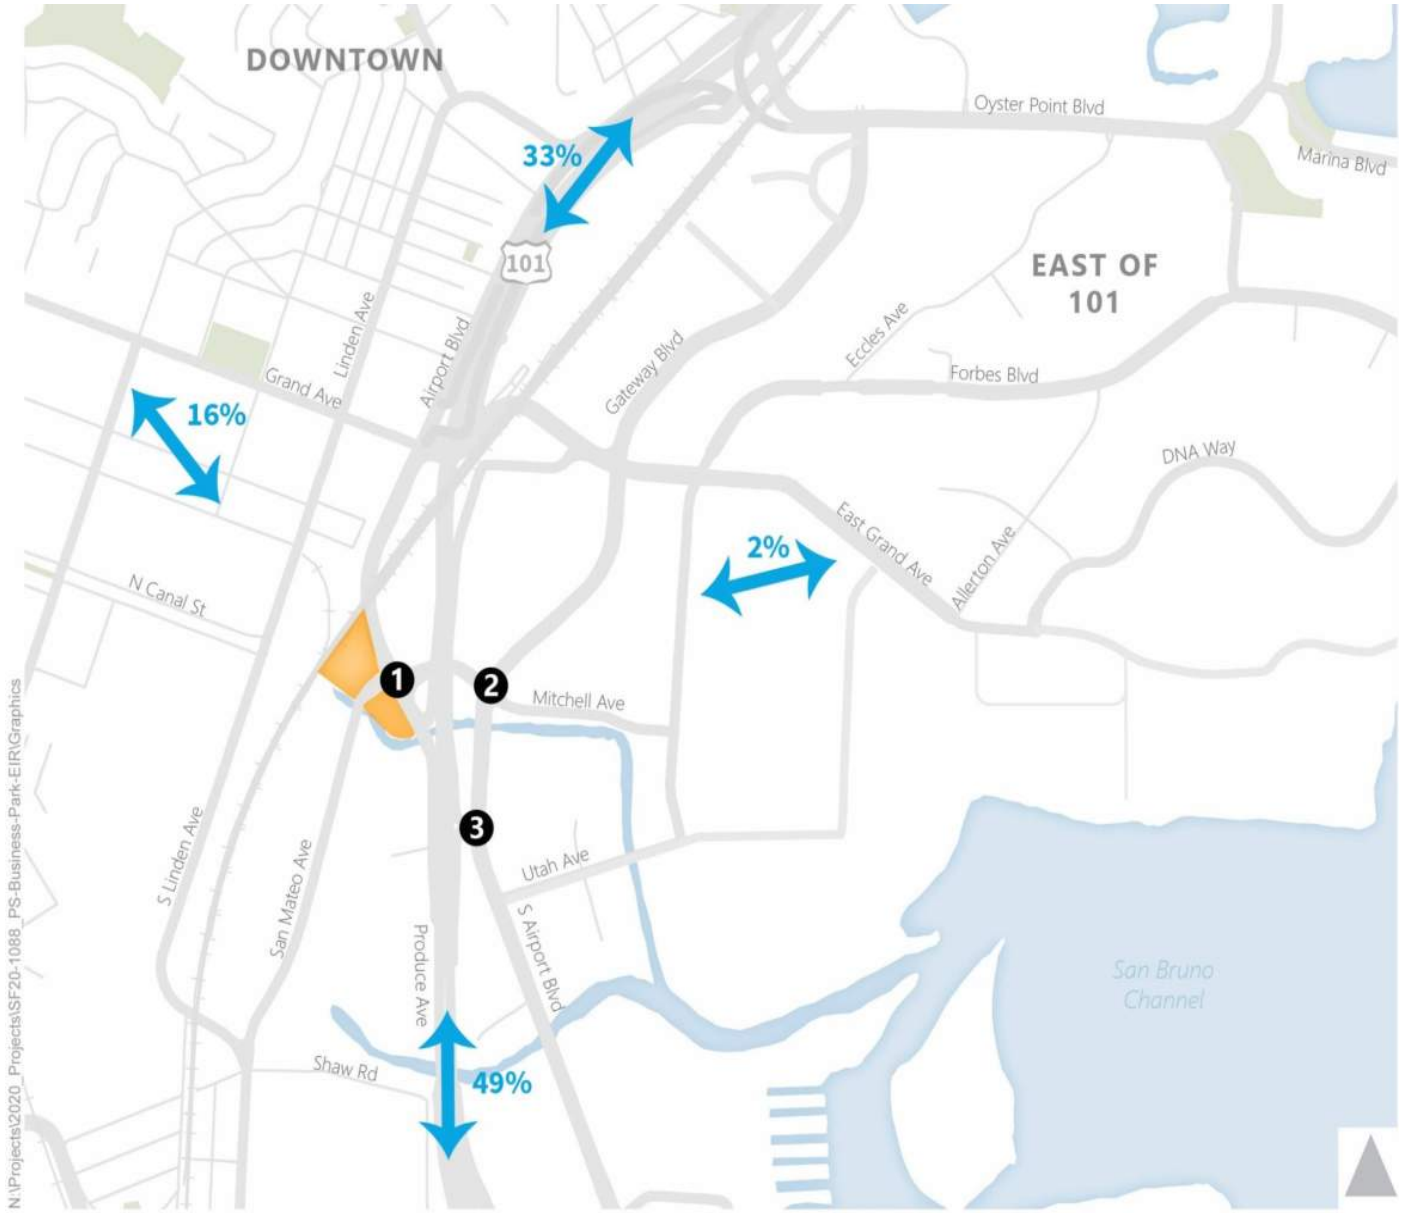 DOWNTOWN
Oyster Point Blvd
33%
Marina Blvd
101
EAST OF
101
Linden Ave
Airport Blvd
Eccles Ave
Gateway Blvd
Grand Ave
Forbes Blvd
16%
DNA Way
East Grand Ave
2%
Allerton Ave
N Canal St
1
2
Mitchell Ave
3
S Linden Ave
San Mateo Ave
Utah Ave
S Airport Blvd
Produce Ave
San Bruno
Channel
Shaw Rd
49%
N:\Projects\2020_Projects\SF20-1088_PS-Business-Park-EIR\Graphics